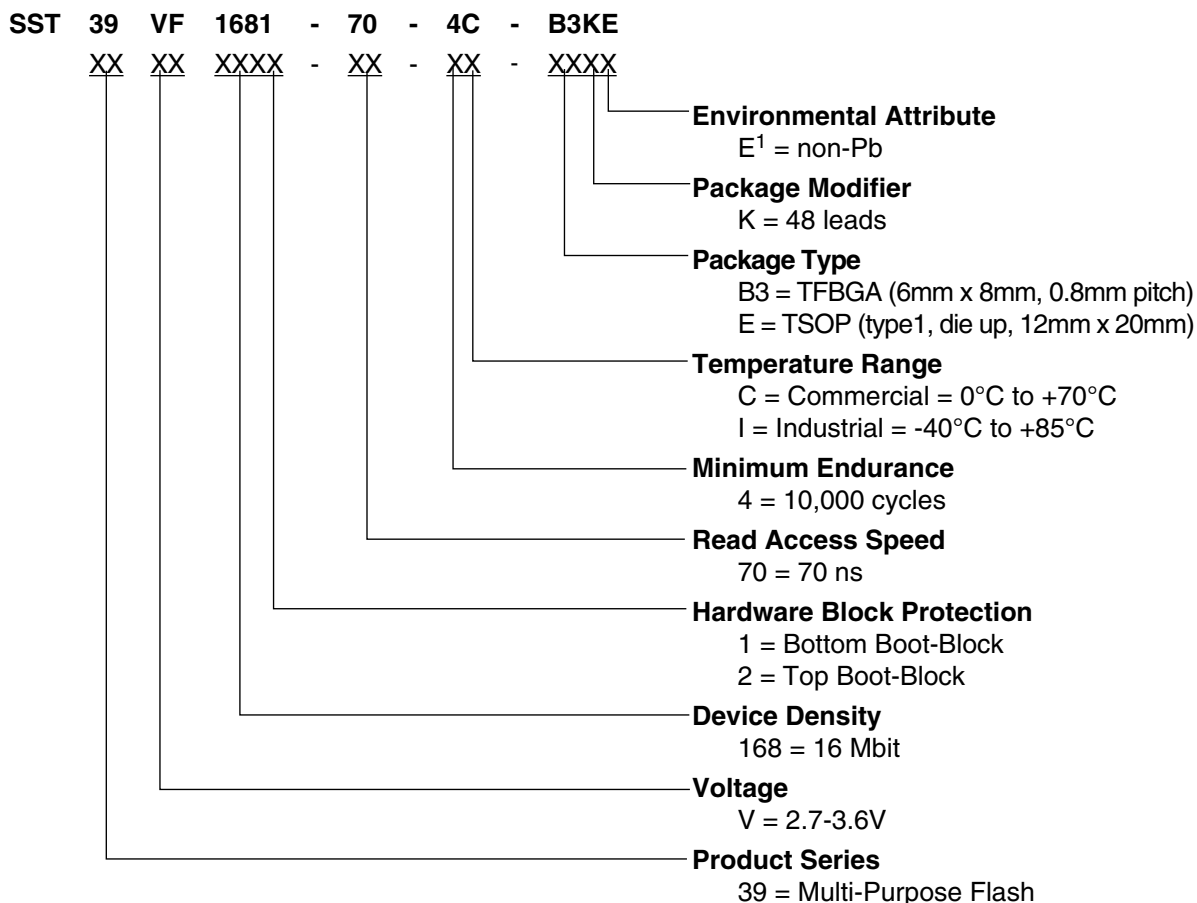 SST 39 VF 1681 - 70 - 4C - B3KE
XX XX XXXX - XX - XX - XXXX
Environmental Attribute
E1 = non-Pb
Package Modifier
K = 48 leads
Package Type
B3 = TFBGA (6mm x 8mm, 0.8mm pitch)
E = TSOP (type1, die up, 12mm x 20mm)
Temperature Range
C = Commercial = 0°C to +70°C
I = Industrial = -40°C to +85°C
Minimum Endurance
4 = 10,000 cycles
Read Access Speed
70 = 70 ns
Hardware Block Protection
1 = Bottom Boot-Block
2 = Top Boot-Block
Device Density
168 = 16 Mbit
Voltage
V = 2.7-3.6V
Product Series
39 = Multi-Purpose Flash